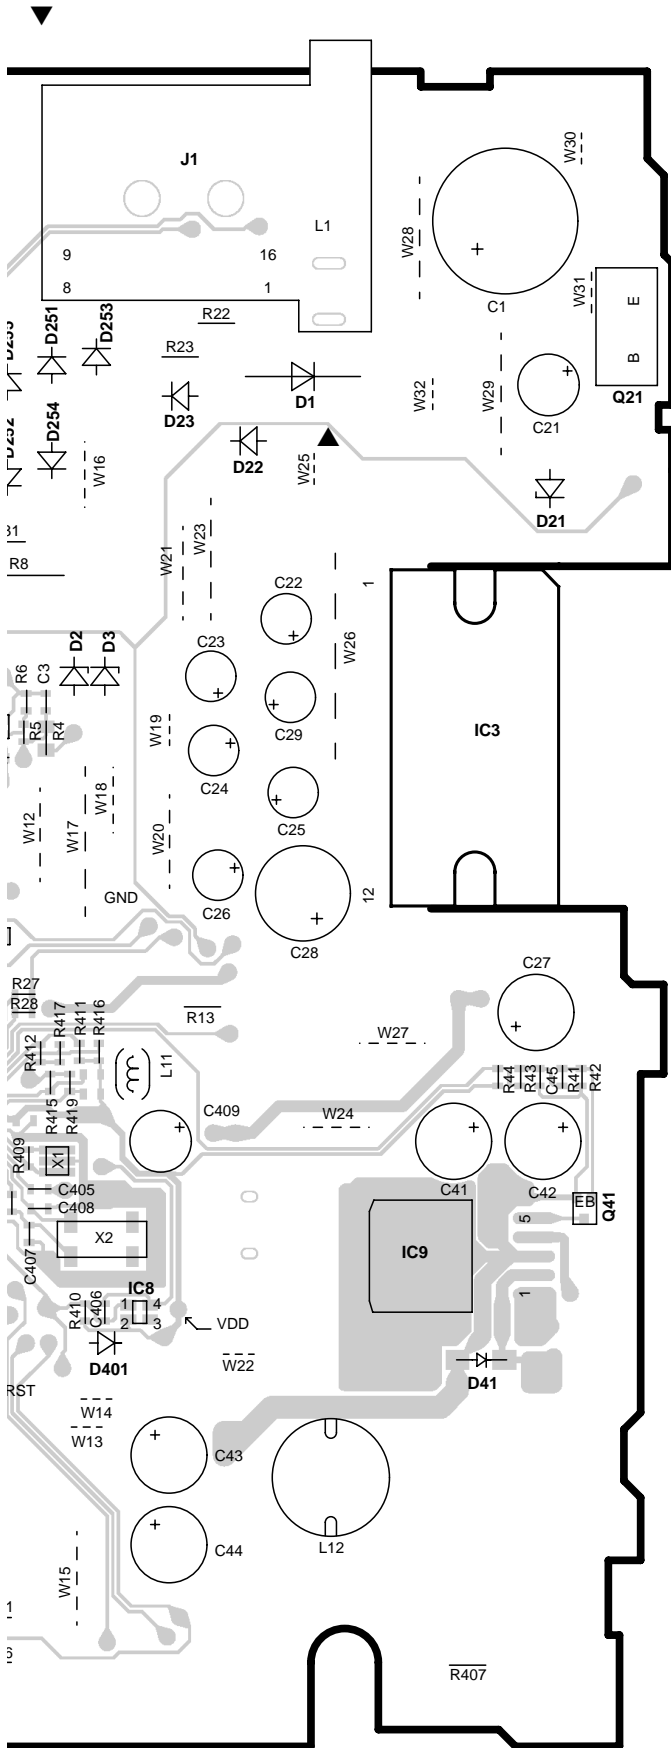 W30
J1
W28
L1
9
16
8
1
W31
E
C1
R22
D251
D253
R23
B
D1
W32
W29
Q21
D23
C21
D254
W16
D22
W25
D21
W23
W21
R8
C22
1
C23
W26
D2
D3
R6
C3
R5
R4
W19
C29
IC3
C24
W18
W12
W17
W20
C25
GND
C26
12
C28
C27
R27
R28
R13
R417
R411
R416
R412
W27
L11
R44
R43
C45
R41
R42
R415
R419
C409
W24
R409
X1
C405
C41
C42
C408
EB
Q41
5
X2
C407
IC9
IC8
R410
C406
1
4
2
3
VDD
1
D401
W22
D41
RST
W14
W13
C43
C44
L12
W15
R407